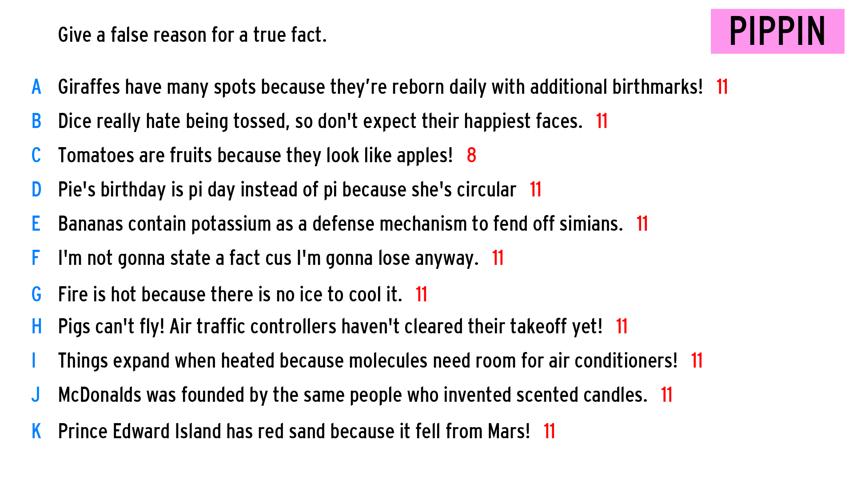 Give a false reason for a true fact.
PIPPIN
A Giraffes have many spots because they’re reborn daily with additional birthmarks! 11
B Dice really hate being tossed, so don't expect their happiest faces. 11
C Tomatoes are fruits because they look like apples! 8
D Pie's birthday is pi day instead of pi because she's circular 11
E Bananas contain potassium as a defense mechanism to fend off simians. 11
F I'm not gonna state a fact cus I'm gonna lose anyway. 11
G Fire is hot because there is no ice to cool it. 11
H Pigs can't fly! Air traffic controllers haven't cleared their takeoff yet! 11
I Things expand when heated because molecules need room for air conditioners! 11
J McDonalds was founded by the same people who invented scented candles. 11
K Prince Edward Island has red sand because it fell from Mars! 11